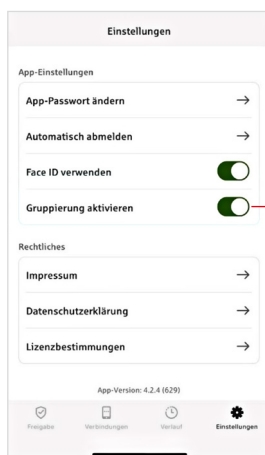 Einstellungen
App-Einstellungen
App-Passwort ändern
Automatisch abmelden
Face ID verwenden
Gruppierung aktivieren
Rechtliches
Impressum
Datenschutzerklärung
Lizenzbestimmungen
App-Version: 4.2.4 (629)
Freigabe Verbindungen Verlauf Einstellungen